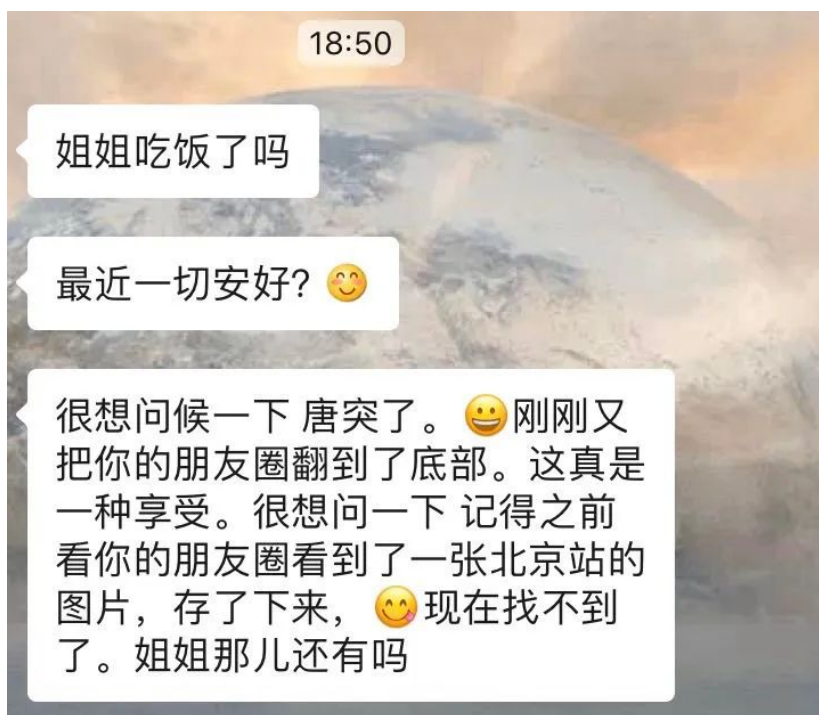 18:50
姐姐吃饭了吗
最近一切安好？😊
很想问候一下 唐突了。😀刚刚又
把你的朋友圈翻到了底部。这真是
一种享受。很想问一下 记得之前
看你的朋友圈看到了一张北京站的
图片，存了下来，😋现在找不到
了。姐姐那儿还有吗